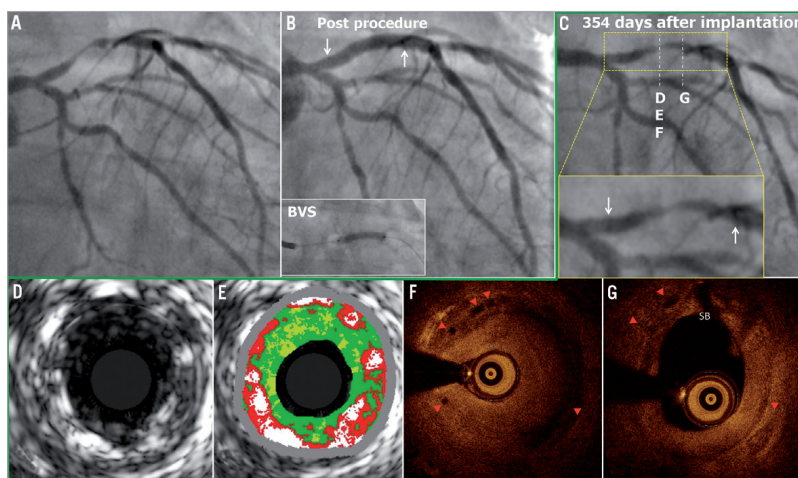 A
B
Post procedure
BVS
C
354 days after implantation
D G
E
F
D
E
F
G
SB